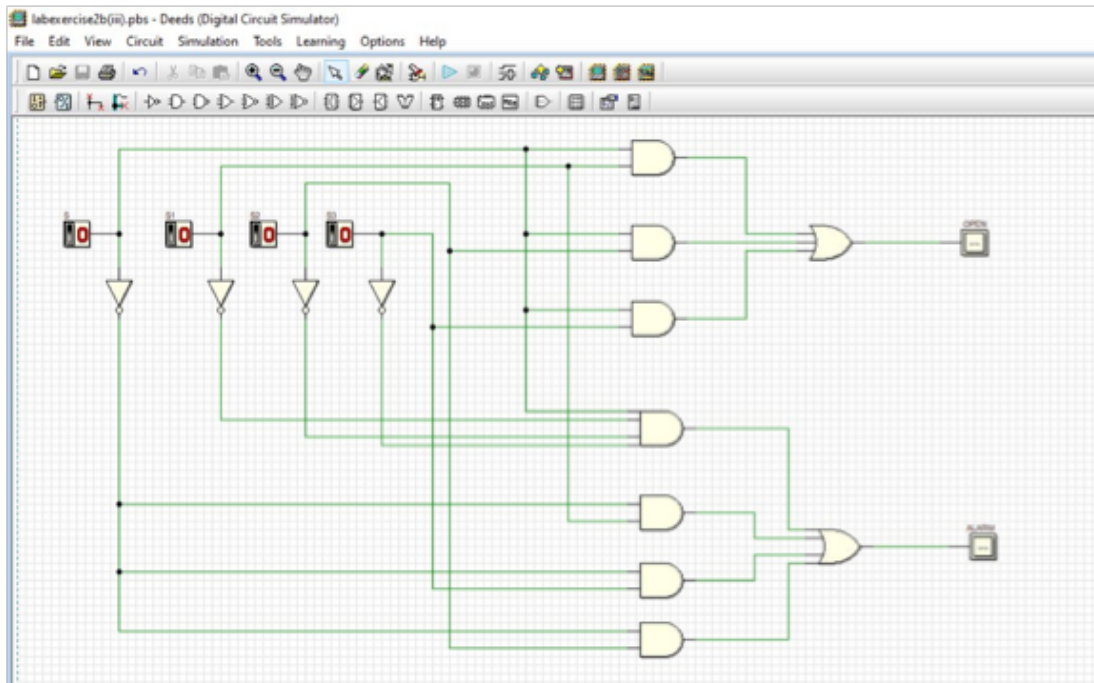 labexercise2b(iii).pbs - Deeds (Digital Circuit Simulator)
File Edit View Circuit Simulation Tools Learning Options Help
S S1 S2 S3
0 0 0 0
OPEN
ALARM